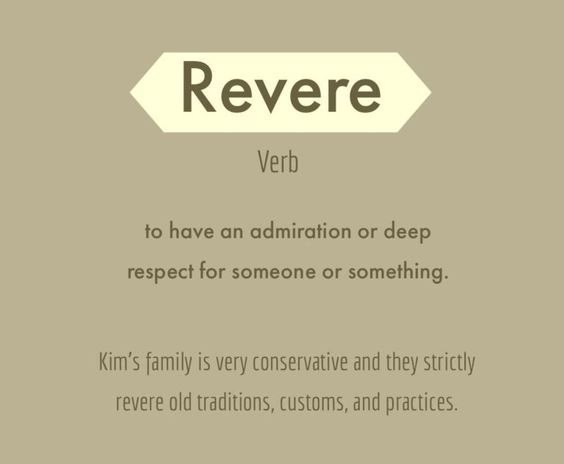 Revere
Verb
to have an admiration or deep
respect for someone or something.
Kim's family is very conservative and they strictly
revere old traditions, customs, and practices.